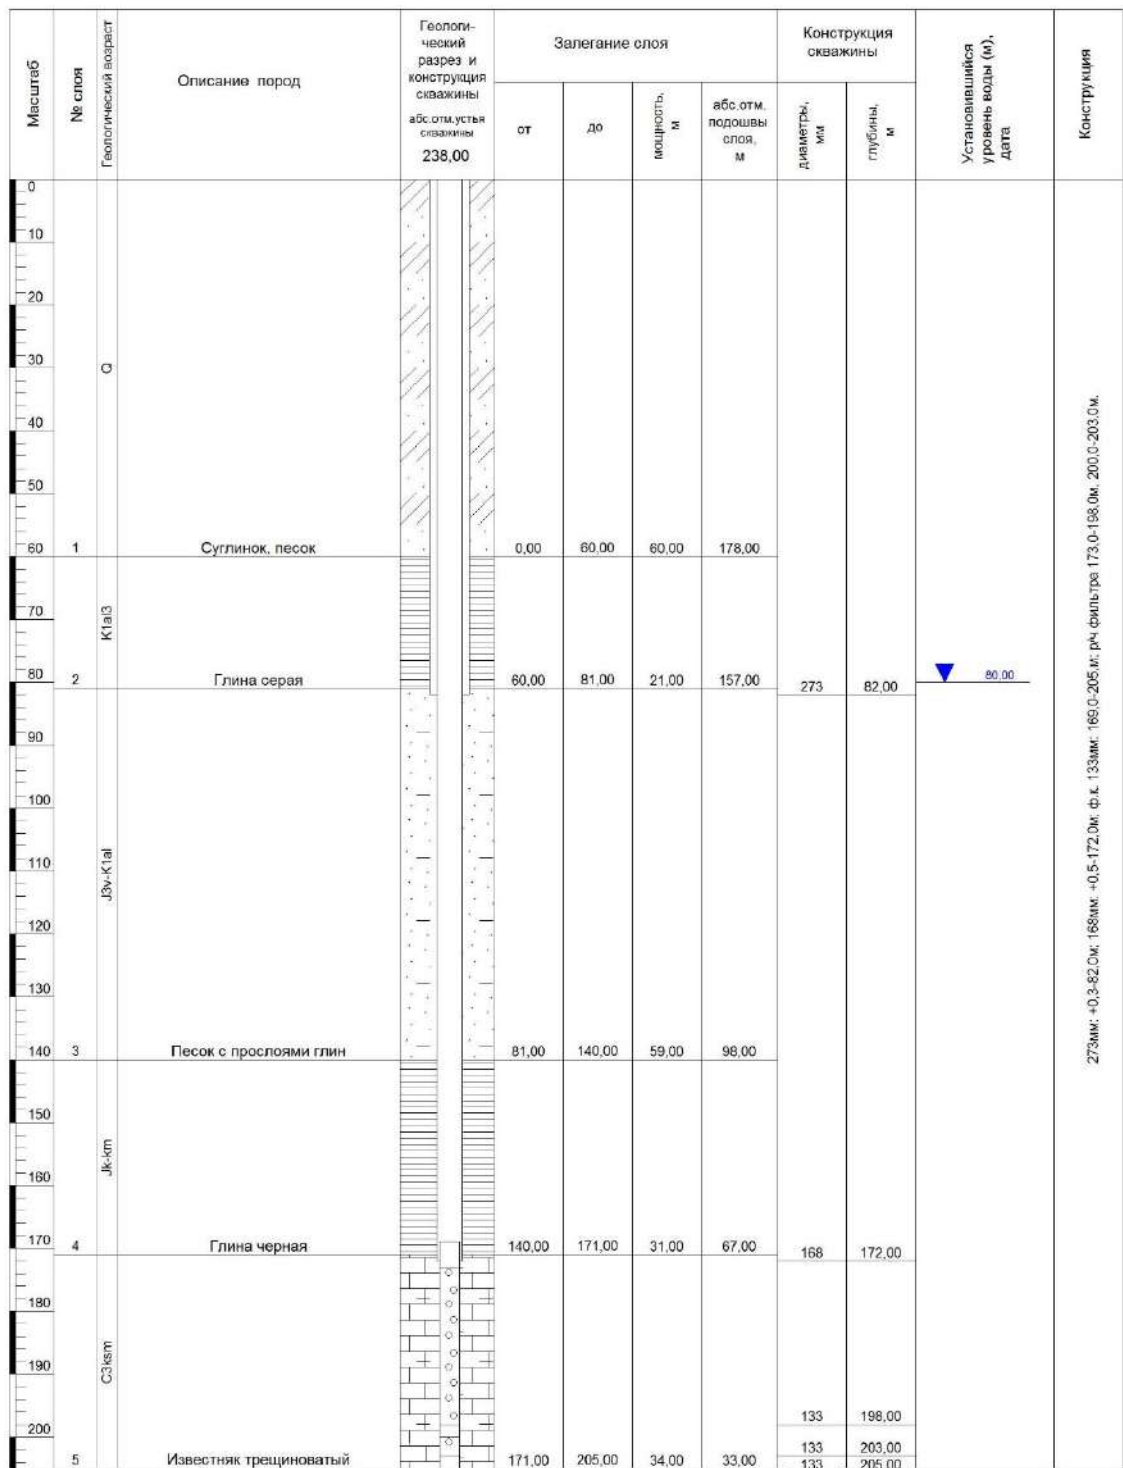 Масштаб
№ слоя
Геологический возраст
Описание пород
Геологи-
ческий
разрез и
конструкция
скважины
абс.отм.устья
скважины
238,00
Залегание слоя
от
до
мощность,
м
абс.отм.
подошвы
слоя,
м
Конструкция
скважины
диаметры,
мм
глубины,
м
Установившийся
уровень воды (м),
дата
Конструкция
0
10
20
30
Q
40
50
60 1 Суглинок, песок 0,00 60,00 60,00 178,00
70
K1al3
80 2 Глина серая 60,00 81,00 21,00 157,00
273 82,00
80,00
90
100
110
J3v-K1al
120
130
140 3 Песок с прослоями глин 81,00 140,00 59,00 98,00
150
Jk-km
160
170 4 Глина черная 140,00 171,00 31,00 67,00
168 172,00
180
190
C3ksm
133 198,00
200
133 203,00
5 Известняк трещиноватый 171,00 205,00 34,00 33,00
133 205,00
273мм: +0,3-82,0м; 168мм: +0,5-172,0м; ф.к. 133мм: 169,0-205,м; р/ч фильтра 173,0-198,0м, 200,0-203,0м.